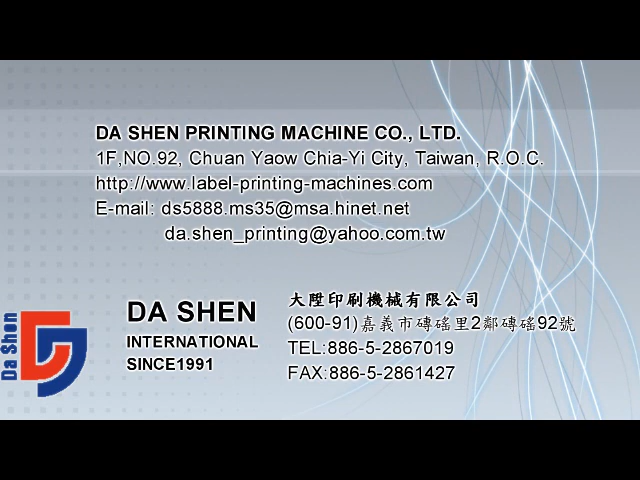 DA SHEN PRINTING MACHINE CO., LTD.
1F,NO.92, Chuan Yaow Chia-Yi City, Taiwan, R.O.C.
http://www.label-printing-machines.com
E-mail: ds5888.ms35@msa.hinet.net
da.shen_printing@yahoo.com.tw
Da Shen
DA SHEN
INTERNATIONAL
SINCE1991
大陞印刷機械有限公司
(600-91)嘉義市磚磘里2鄰磚磘92號
TEL:886-5-2867019
FAX:886-5-2861427